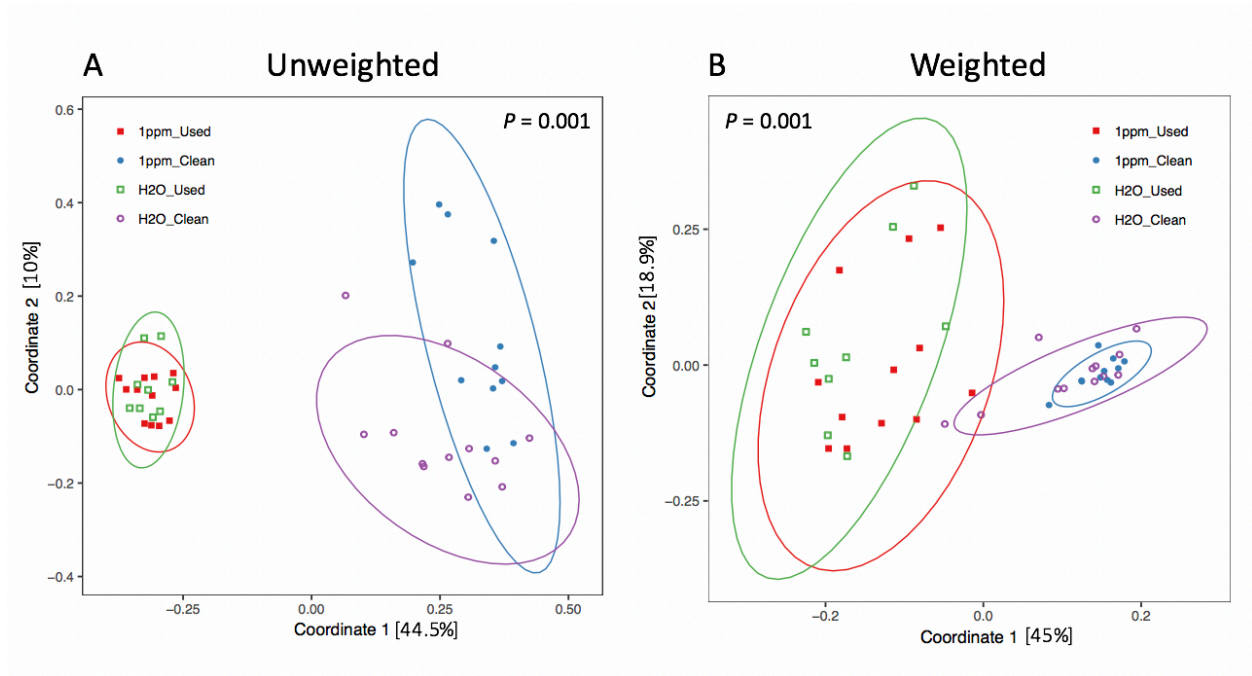 A
Unweighted
P = 0.001
1ppm_Used
1ppm_Clean
H2O_Used
H2O_Clean
Coordinate 2 [10%]
0.6
0.4
0.2
0.0
−0.2
−0.4
−0.25
0.00
0.25
0.50
Coordinate 1 [44.5%]
B
Weighted
P = 0.001
1ppm_Used
1ppm_Clean
H2O_Used
H2O_Clean
Coordinate 2[18.9%]
0.25
0.00
−0.25
−0.2
0.0
0.2
Coordinate 1 [45%]